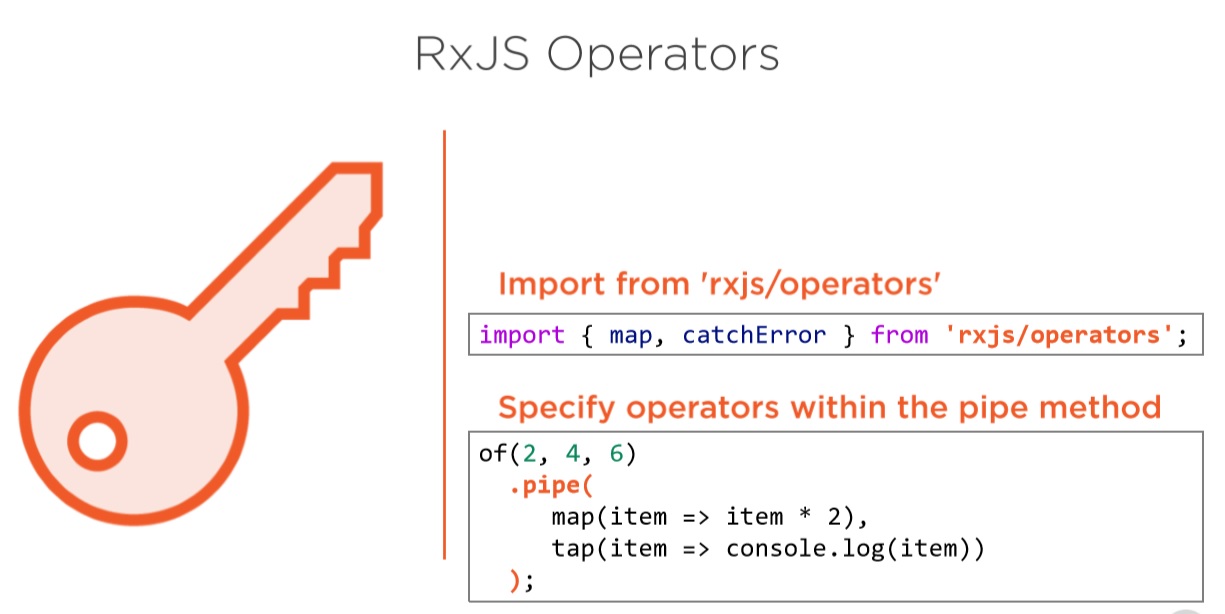 RxJS Operators
Import from 'rxjs/operators'
import { map, catchError } from 'rxjs/operators';
Specify operators within the pipe method
of(2, 4, 6)
.pipe(
map(item => item * 2),
tap(item => console.log(item))
);